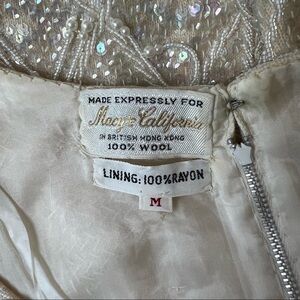 MADE EXPRESSLY FOR
Macy's California
IN BRITISH HONG KONG
100% WOOL
LINING: 100% RAYON
M